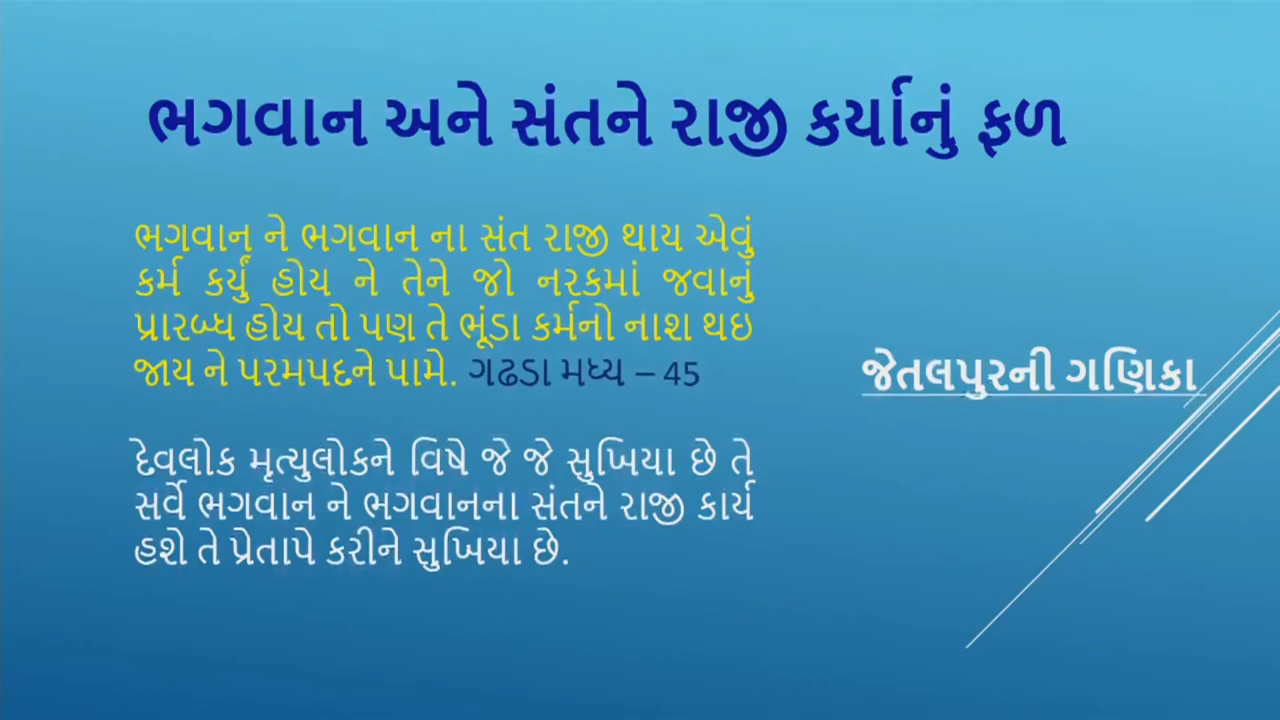 ભગવાન અને સંતને રાજી કર્યાનું ફળ
ભગવાન ને ભગવાન ના સંત રાજી થાય એવું
કર્મ કર્યું હોય ને તેને જો નરકમાં જવાનું
પ્રારબ્ધ હોય તો પણ તે ભૂંડા કર્મનો નાશ થઇ
જાય ને પરમપદને પામે. ગઢડા મધ્ય – 45
જેતલપુરની ગણિકા
દેવલોક મૃત્યુલોકને વિષે જે જે સુખિયા છે તે
સર્વે ભગવાન ને ભગવાનના સંતને રાજી કાર્ય
હશે તે પ્રેતાપે કરીને સુખિયા છે.